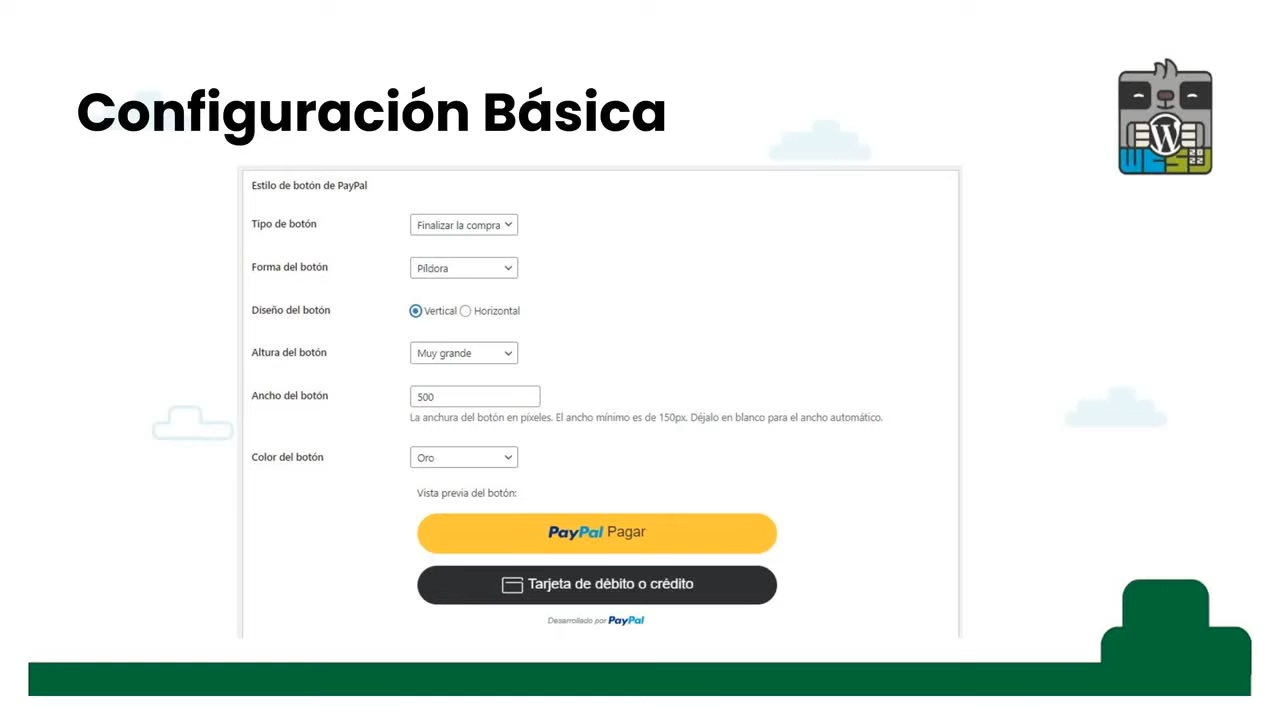 Configuración Básica
WESJ
Estilo de botón de PayPal
Tipo de botón
Finalizar la compra
Forma del botón
Píldora
Diseño del botón
Vertical
Horizontal
Altura del botón
Muy grande
Ancho del botón
500
La anchura del botón en píxeles. El ancho mínimo es de 150px. Déjalo en blanco para el ancho automático.
Color del botón
Oro
Vista previa del botón:
PayPal Pagar
Tarjeta de débito o crédito
Desarrollado por PayPal